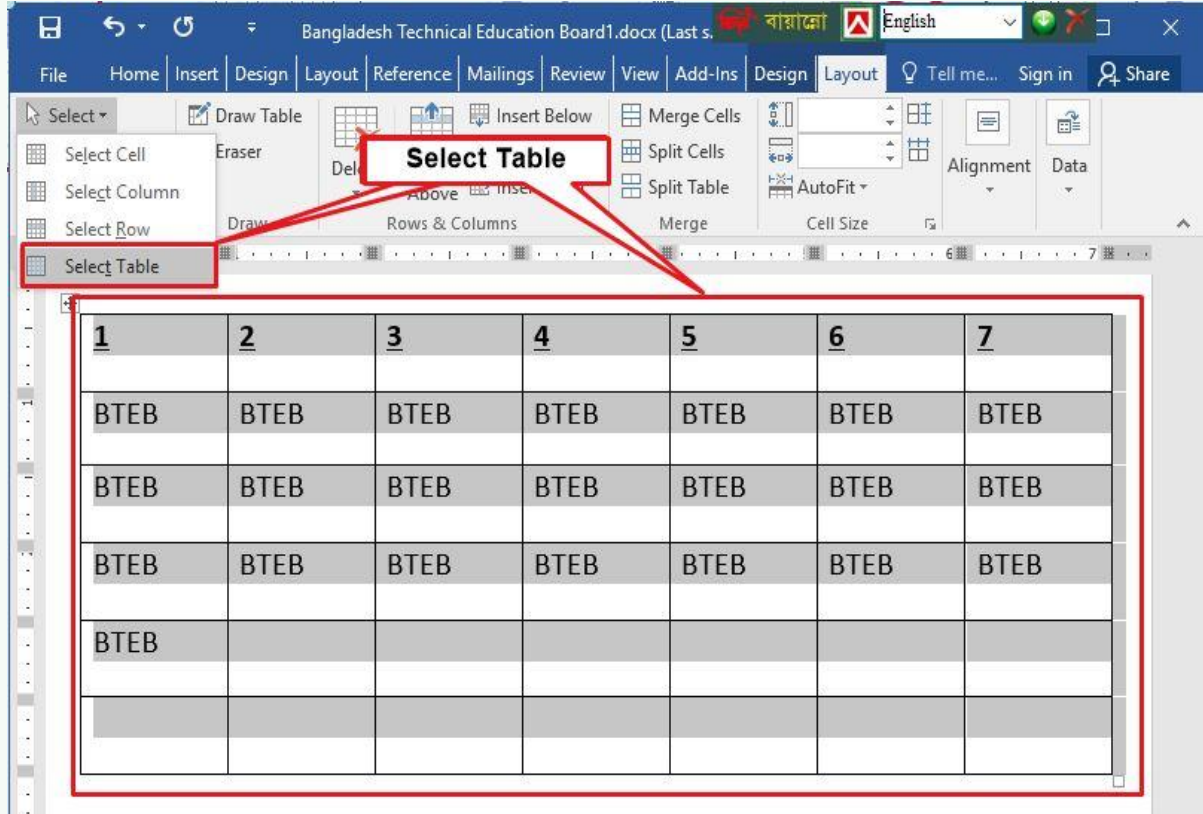 Bangladesh Technical Education Board1.docx (Last s.
বায়ান্নো
English
File Home Insert Design Layout Reference Mailings Review View Add-Ins Design Layout Tell me... Sign in Share
Select Draw Table Insert Below Merge Cells
Select Cell Eraser Split Cells Alignment Data
Select Table
Select Column Above Split Table AutoFit
Select Row Draw Rows & Columns Merge Cell Size
Select Table 6 7
1 2 3 4 5 6 7
BTEB BTEB BTEB BTEB BTEB BTEB BTEB
BTEB BTEB BTEB BTEB BTEB BTEB BTEB
BTEB BTEB BTEB BTEB BTEB BTEB BTEB
BTEB